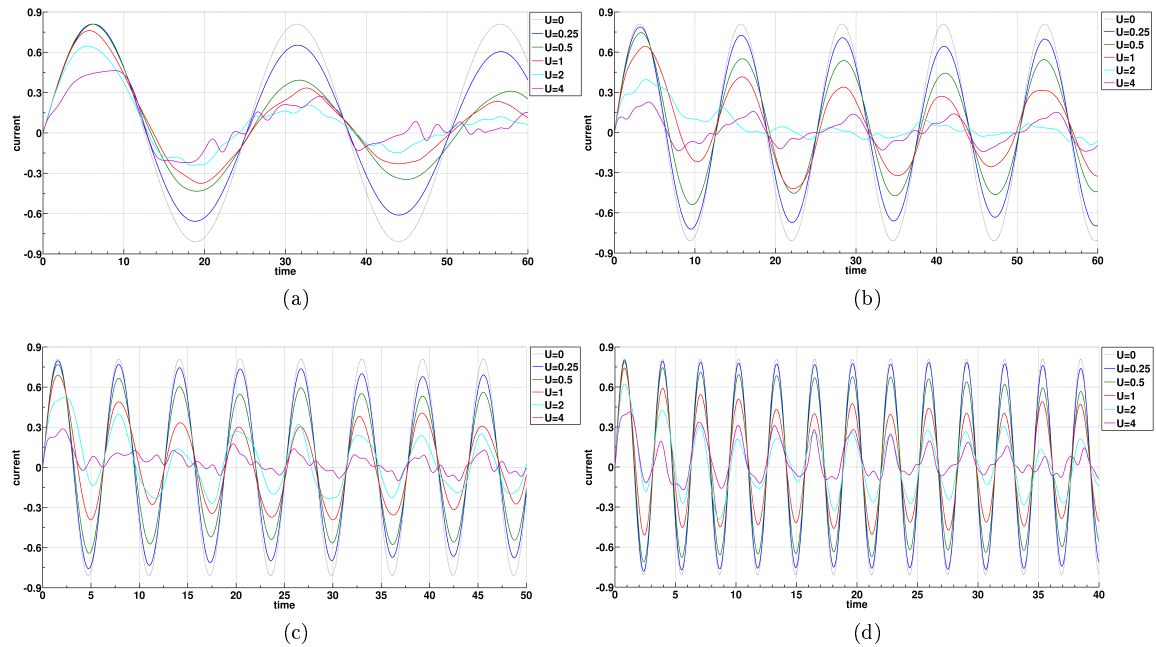 0.9
0.6
0.3
0
-0.3
-0.6
-0.9
current
0 10 20 30 40 50 60
time
U=0
U=0.25
U=0.5
U=1
U=2
U=4
(a)
0.9
0.6
0.3
0
-0.3
-0.6
-0.9
current
0 10 20 30 40 50 60
time
U=0
U=0.25
U=0.5
U=1
U=2
U=4
(b)
0.9
0.6
0.3
0
-0.3
-0.6
-0.9
current
0 5 10 15 20 25 30 35 40 45 50
time
U=0
U=0.25
U=0.5
U=1
U=2
U=4
(c)
0.9
0.6
0.3
0
-0.3
-0.6
-0.9
current
0 5 10 15 20 25 30 35 40
time
U=0
U=0.25
U=0.5
U=1
U=2
U=4
(d)